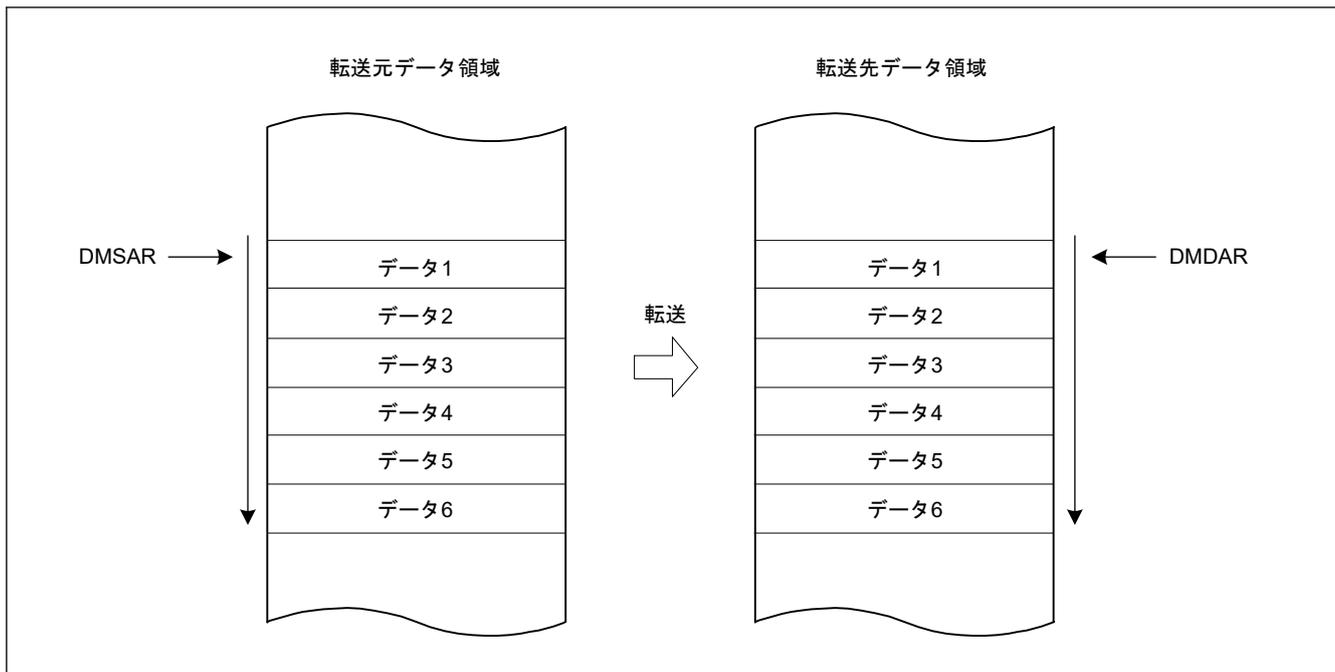 転送元データ領域
転送先データ領域
DMSAR
データ1
データ2
データ3
データ4
データ5
データ6
転送
データ1
データ2
データ3
データ4
データ5
データ6
DMDAR